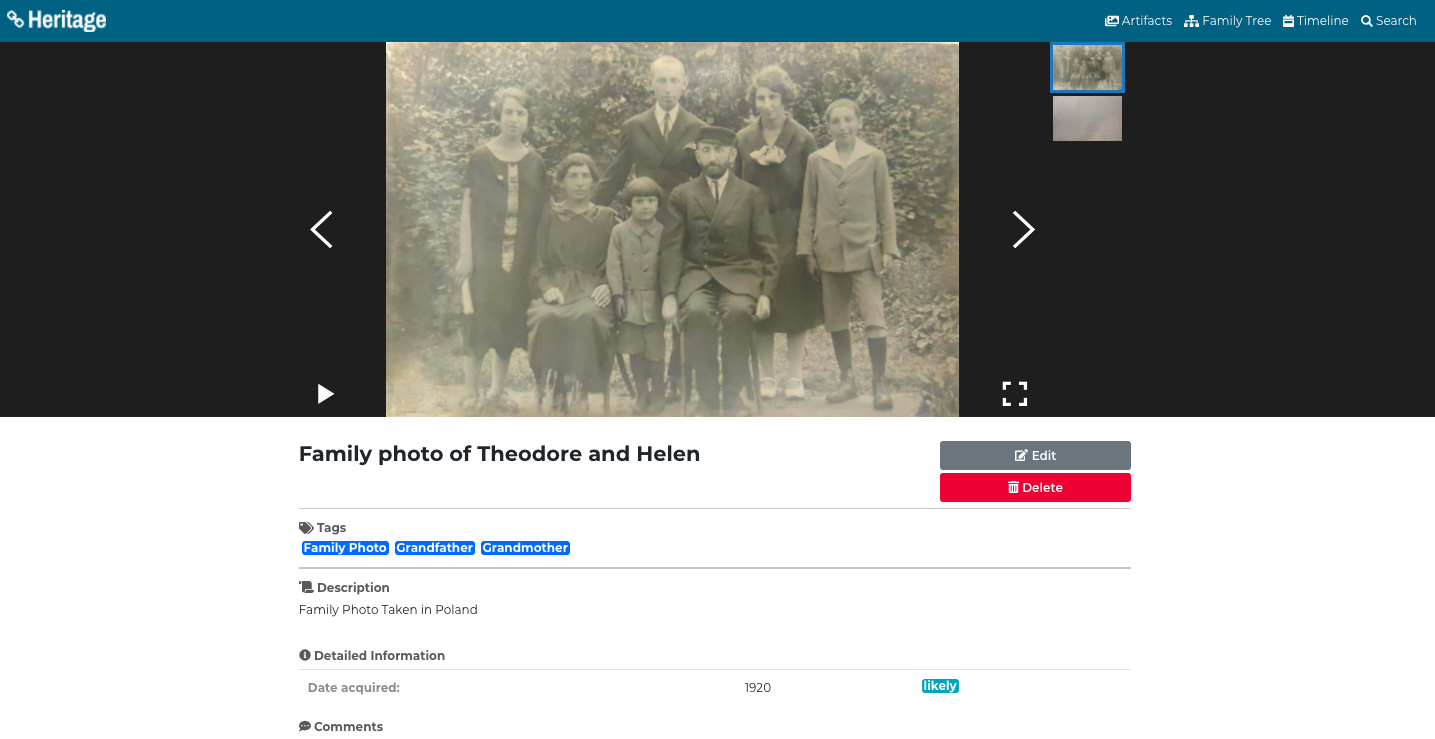 Heritage
Artifacts Family Tree Timeline Search
Family photo of Theodore and Helen
Edit
Delete
Tags
Family Photo Grandfather Grandmother
Description
Family Photo Taken in Poland
Detailed Information
Date acquired: 1920 likely
Comments